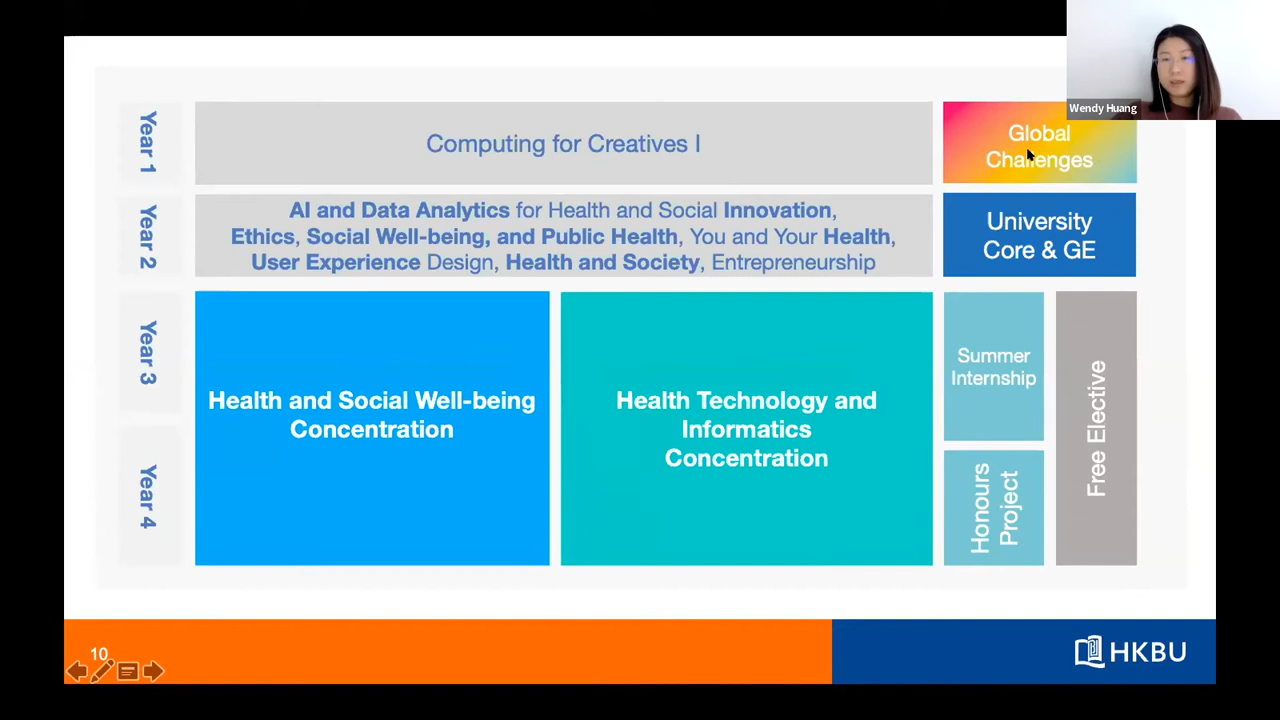 Wendy Huang
Year 1
Computing for Creatives I
Global
Challenges
Year 2
AI and Data Analytics for Health and Social Innovation,
Ethics, Social Well-being, and Public Health, You and Your Health,
User Experience Design, Health and Society, Entrepreneurship
University
Core & GE
Year 3
Year 4
Health and Social Well-being
Concentration
Health Technology and
Informatics
Concentration
Summer
Internship
Honours
Project
Free Elective
10
HKBU